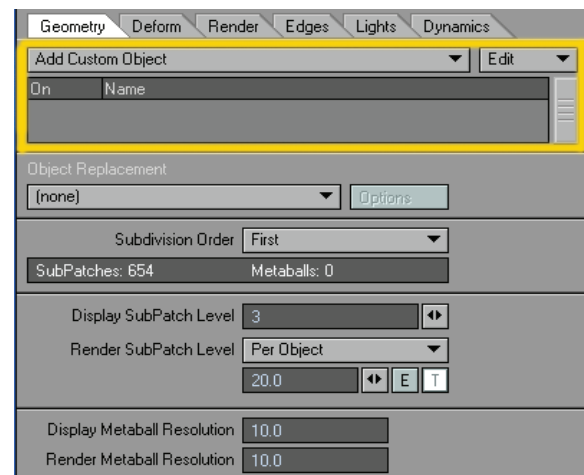 Geometry Deform Render Edges Lights Dynamics
Add Custom Object Edit
On Name
Object Replacement
(none) Options
Subdivision Order First
SubPatches: 654 Metaballs: 0
Display SubPatch Level 3
Render SubPatch Level Per Object
20.0 E T
Display Metaball Resolution 10.0
Render Metaball Resolution 10.0